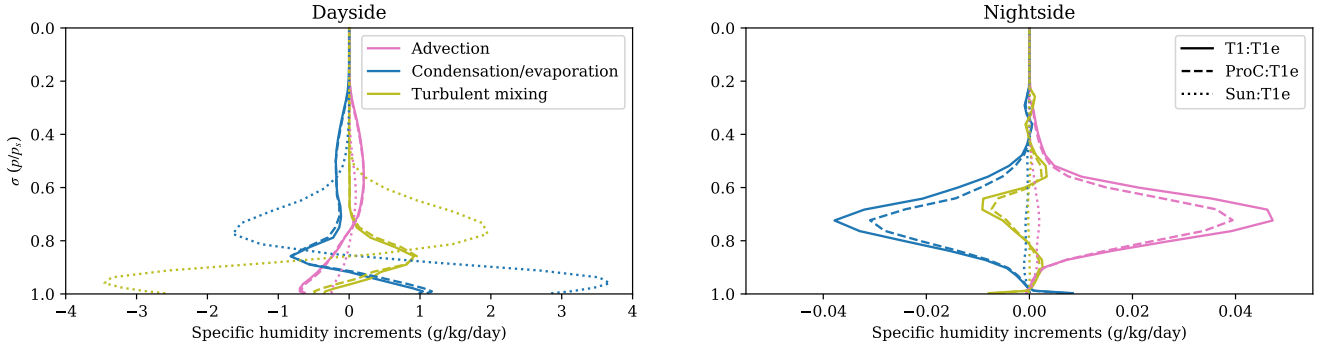 Dayside
Nightside
0.0
0.2
0.4
0.6
0.8
1.0
σ (p/pₛ)
−4
−3
−2
−1
0
1
2
3
4
Specific humidity increments (g/kg/day)
Advection
Condensation/evaporation
Turbulent mixing
0.0
0.2
0.4
0.6
0.8
1.0
−0.04
−0.02
0.00
0.02
0.04
Specific humidity increments (g/kg/day)
T1:T1e
ProC:T1e
Sun:T1e